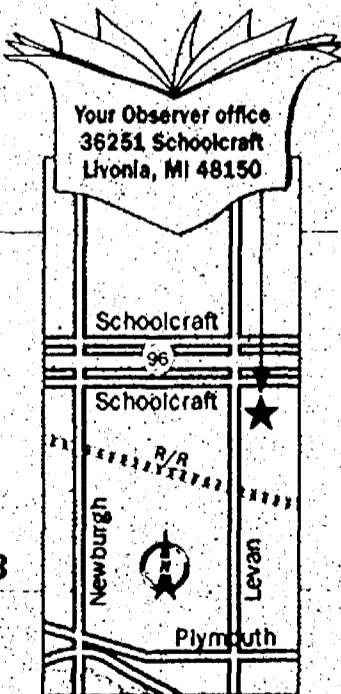 Your Observer office
36251 Schoolcraft
Livonia, MI 48150
Schoolcraft
96
Schoolcraft
R/R
Newburgh
Levan
Plymouth